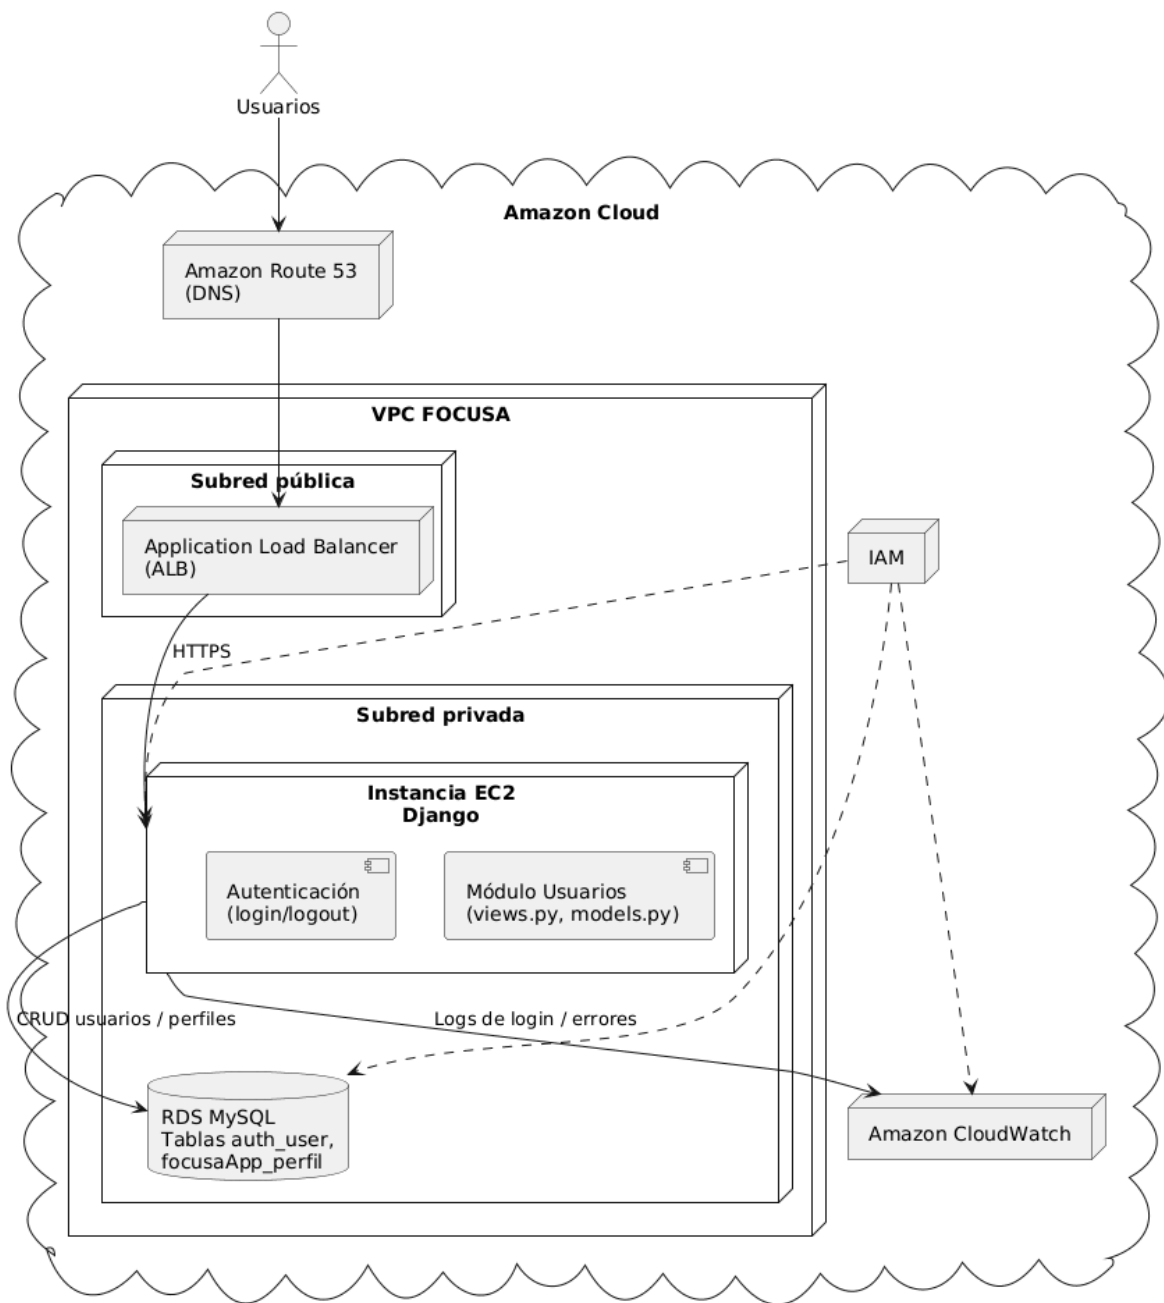 Usuarios
Amazon Cloud
Amazon Route 53
(DNS)
VPC FOCUSA
Subred pública
Application Load Balancer
(ALB)
IAM
HTTPS
Subred privada
Instancia EC2
Django
Autenticación
(login/logout)
Módulo Usuarios
(views.py, models.py)
CRUD usuarios / perfiles
Logs de login / errores
RDS MySQL
Tablas auth_user,
focusaApp_perfil
Amazon CloudWatch